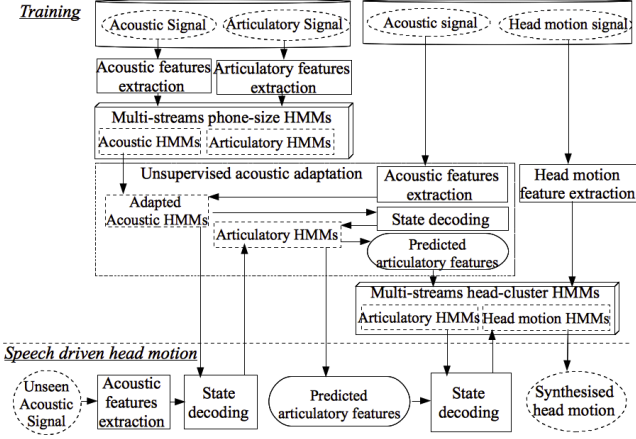 Training
Acoustic Signal
Articulatory Signal
Acoustic signal
Head motion signal
Acoustic features
extraction
Articulatory features
extraction
Multi-streams phone-size HMMs
Acoustic HMMs
Articulatory HMMs
Unsupervised acoustic adaptation
Acoustic features
extraction
Head motion
feature extraction
Adapted
Acoustic HMMs
State decoding
Articulatory HMMs
Predicted
articulatory features
Multi-streams head-cluster HMMs
Articulatory HMMs
Head motion HMMs
Speech driven head motion
Unseen
Acoustic
Signal
Acoustic
features
extraction
State
decoding
Predicted
articulatory features
State
decoding
Synthesised
head motion